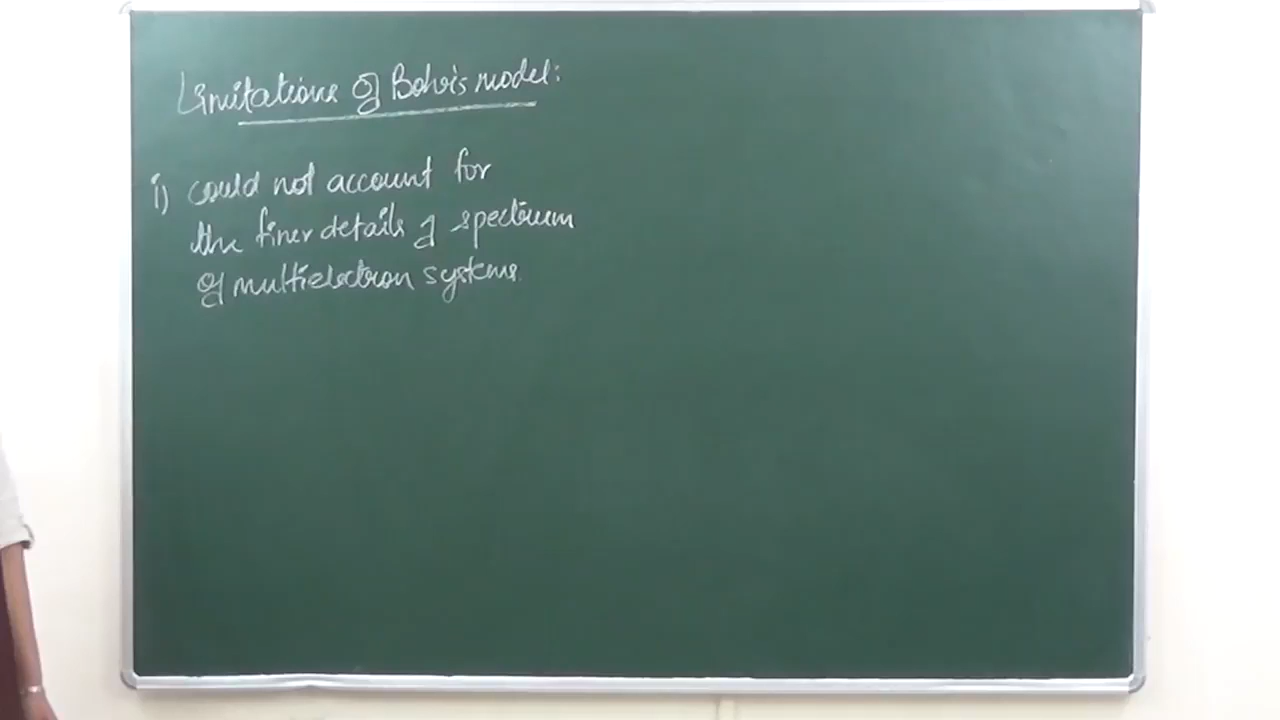 Limitations of Bohr's model:
i) could not account for
the finer details of spectrum
of multielectron systems.